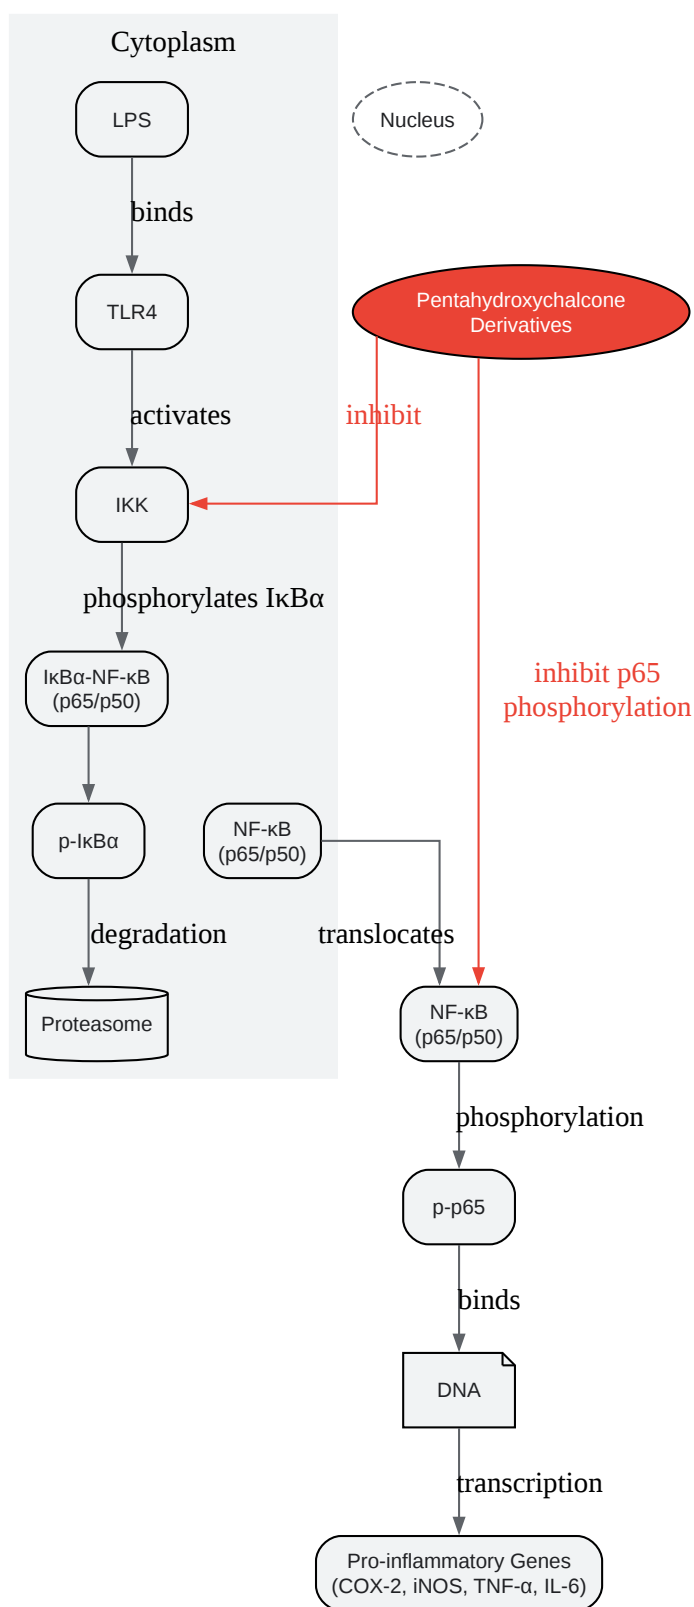 Cytoplasm
LPS
Nucleus
binds
TLR4
Pentahydroxychalcone
Derivatives
activates
inhibit
IKK
phosphorylates IκBα
IκBα-NF-κB
(p65/p50)
inhibit p65
phosphorylation
p-IκBα
NF-κB
(p65/p50)
degradation
translocates
Proteasome
NF-κB
(p65/p50)
phosphorylation
p-p65
binds
DNA
transcription
Pro-inflammatory Genes
(COX-2, iNOS, TNF-α, IL-6)